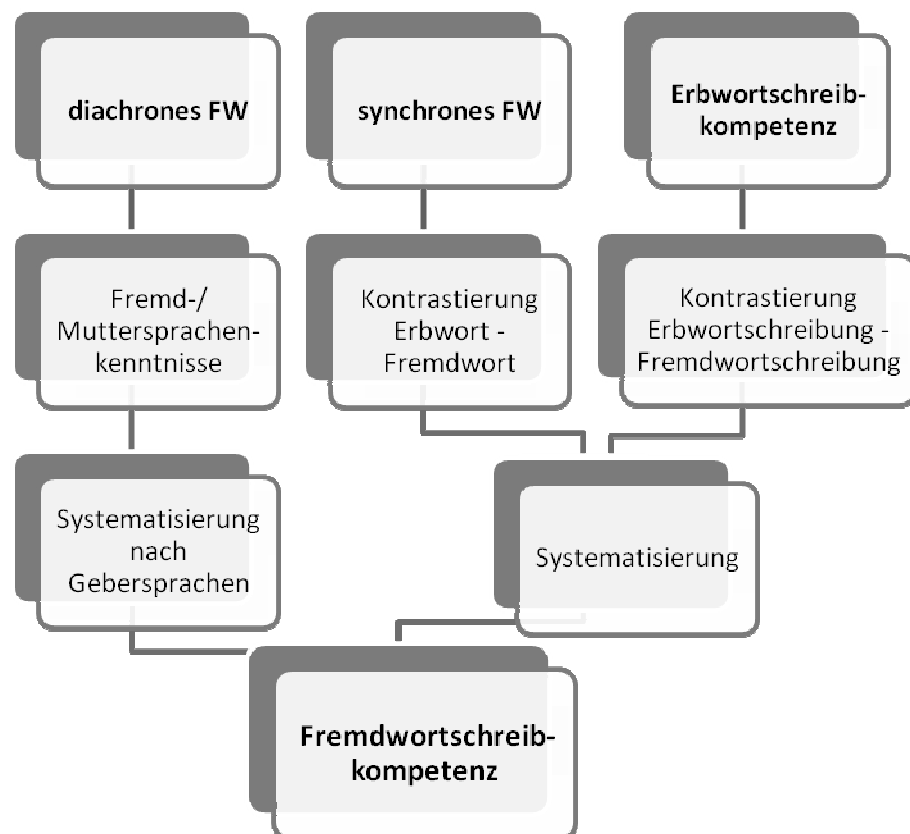 diachrones FW
synchrones FW
Erbwortschreib-
kompetenz
Fremd-/
Muttersprachen-
kenntnisse
Kontrastierung
Erbwort -
Fremdwort
Kontrastierung
Erbwortschreibung -
Fremdwortschreibung
Systematisierung
nach
Gebersprachen
Systematisierung
Fremdwortschreib-
kompetenz